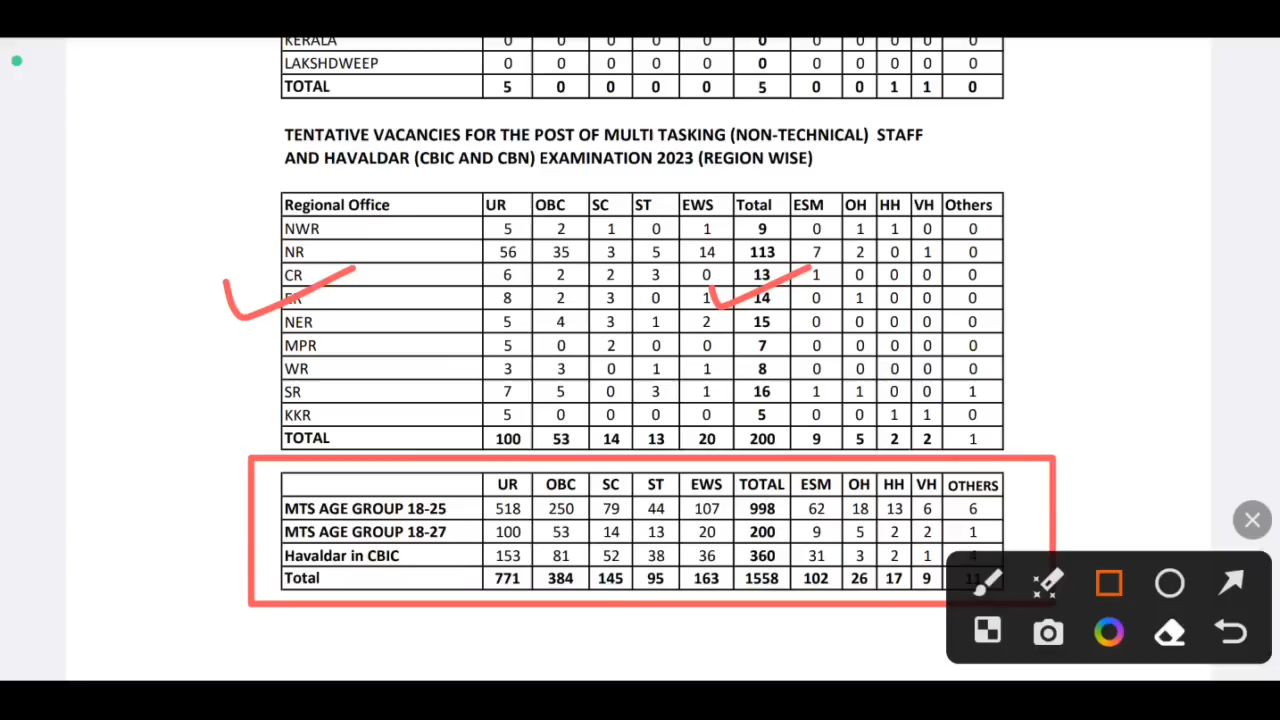 KERALA 0 0 0 0 0 0 0 0 0 0 0
LAKSHDWEEP 0 0 0 0 0 0 0 0 0 0 0
TOTAL 5 0 0 0 0 5 0 0 1 1 0
TENTATIVE VACANCIES FOR THE POST OF MULTI TASKING (NON-TECHNICAL) STAFF
AND HAVALDAR (CBIC AND CBN) EXAMINATION 2023 (REGION WISE)
Regional Office UR OBC SC ST EWS Total ESM OH HH VH Others
NWR 5 2 1 0 1 9 0 1 1 0 0
NR 56 35 3 5 14 113 7 2 0 1 0
CR 6 2 2 3 0 13 1 0 0 0 0
ER 8 2 3 0 1 14 0 1 0 0 0
NER 5 4 3 1 2 15 0 0 0 0 0
MPR 5 0 2 0 0 7 0 0 0 0 0
WR 3 3 0 1 1 8 0 0 0 0 0
SR 7 5 0 3 1 16 1 1 0 0 1
KKR 5 0 0 0 0 5 0 0 1 1 0
TOTAL 100 53 14 13 20 200 9 5 2 2 1
UR OBC SC ST EWS TOTAL ESM OH HH VH OTHERS
MTS AGE GROUP 18-25 518 250 79 44 107 998 62 18 13 6 6
MTS AGE GROUP 18-27 100 53 14 13 20 200 9 5 2 2 1
Havaldar in CBIC 153 81 52 38 36 360 31 3 2 1 4
Total 771 384 145 95 163 1558 102 26 17 9 11